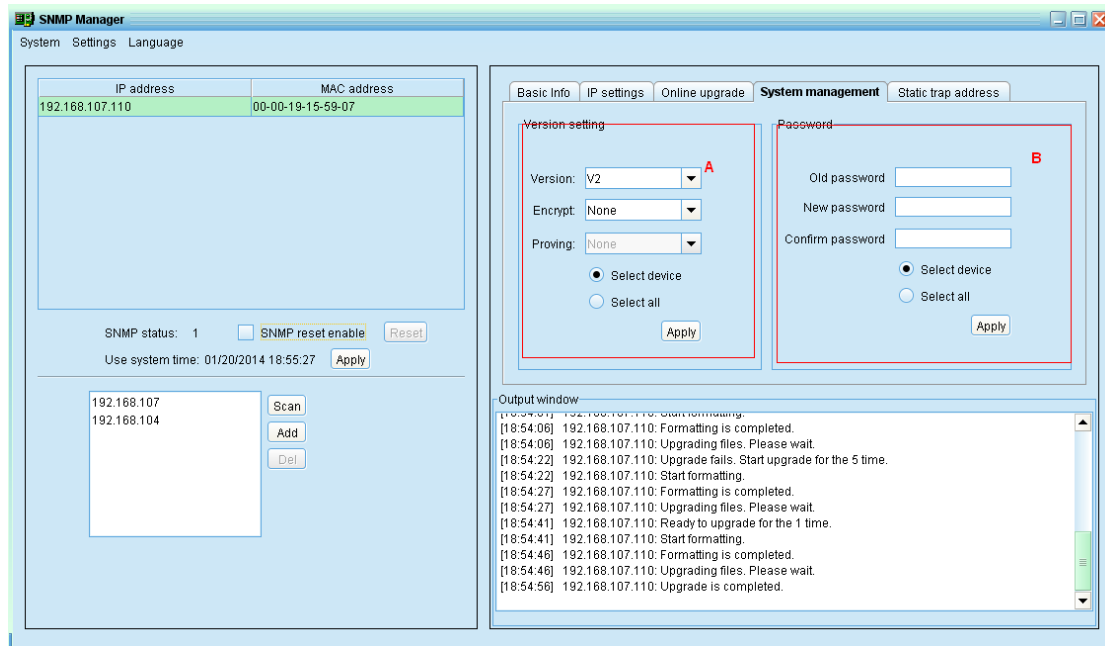 SNMP Manager
System Settings Language
IP address MAC address
192.168.107.110 00-00-19-15-59-07
SNMP status: 1 SNMP reset enable Reset
Use system time: 01/20/2014 18:55:27 Apply
192.168.107
192.168.104
Scan
Add
Del
Basic Info IP settings Online upgrade System management Static trap address
Version setting
A
Version: V2
Encrypt: None
Proving: None
Select device
Select all
Apply
Password
B
Old password
New password
Confirm password
Select device
Select all
Apply
Output window
192.168.107.110: Start formatting.
[18:54:06] 192.168.107.110: Formatting is completed.
[18:54:06] 192.168.107.110: Upgrading files. Please wait.
[18:54:22] 192.168.107.110: Upgrade fails. Start upgrade for the 5 time.
[18:54:22] 192.168.107.110: Start formatting.
[18:54:27] 192.168.107.110: Formatting is completed.
[18:54:27] 192.168.107.110: Upgrading files. Please wait.
[18:54:41] 192.168.107.110: Ready to upgrade for the 1 time.
[18:54:41] 192.168.107.110: Start formatting.
[18:54:46] 192.168.107.110: Formatting is completed.
[18:54:46] 192.168.107.110: Upgrading files. Please wait.
[18:54:56] 192.168.107.110: Upgrade is completed.